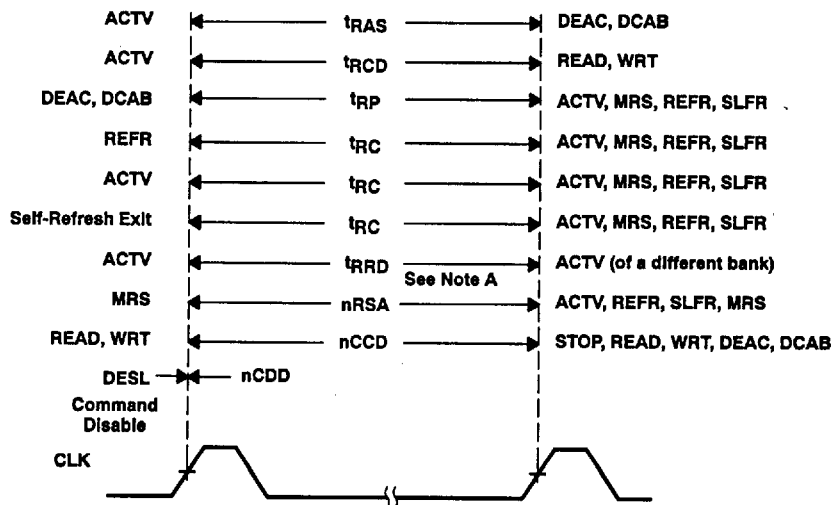 ACTV tRAS DEAC, DCAB
ACTV tRCD READ, WRT
DEAC, DCAB tRP ACTV, MRS, REFR, SLFR
REFR tRC ACTV, MRS, REFR, SLFR
ACTV tRC ACTV, MRS, REFR, SLFR
Self-Refresh Exit tRC ACTV, MRS, REFR, SLFR
ACTV tRRD ACTV (of a different bank)
See Note A
MRS nRSA ACTV, REFR, SLFR, MRS
READ, WRT nCCD STOP, READ, WRT, DEAC, DCAB
DESL nCDD
Command
Disable
CLK